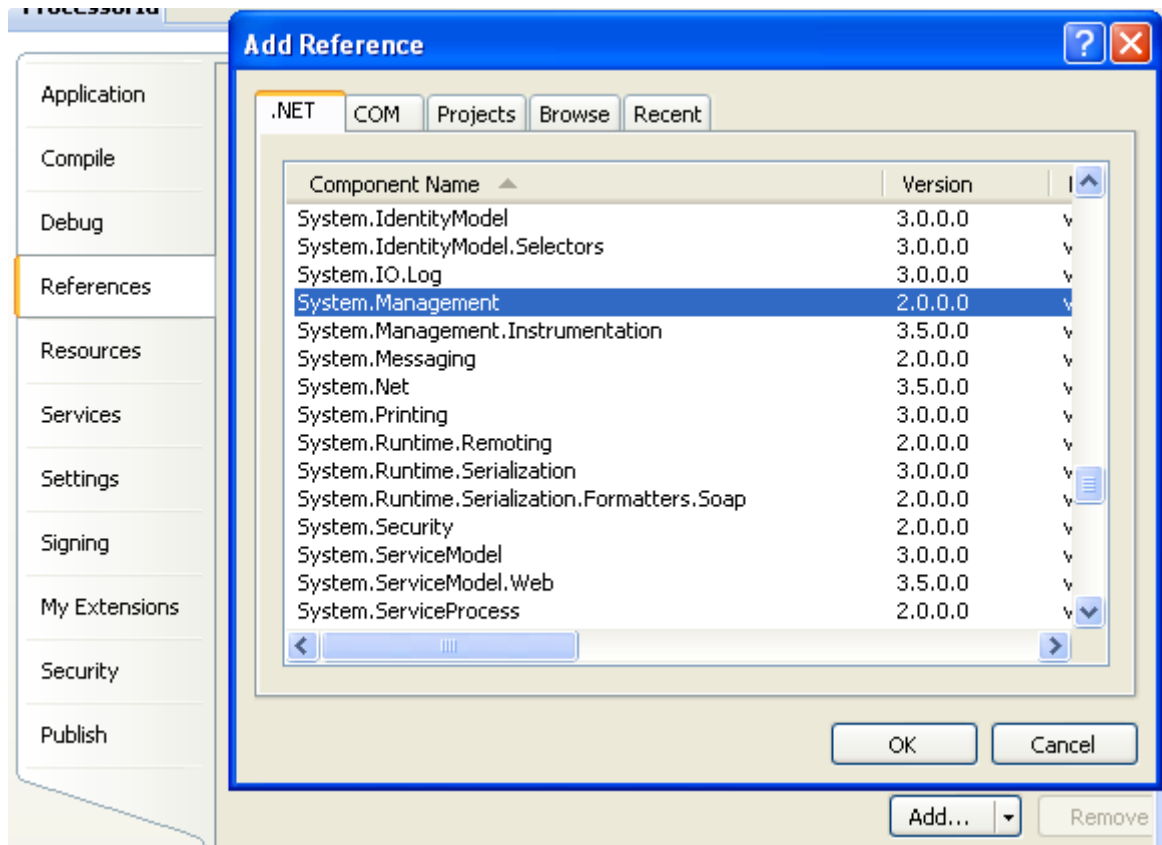 ProcessorId
Add Reference
Application
Compile
Debug
References
Resources
Services
Settings
Signing
My Extensions
Security
Publish
.NET COM Projects Browse Recent
Component Name Version
System.IdentityModel 3.0.0.0 v
System.IdentityModel.Selectors 3.0.0.0 v
System.IO.Log 3.0.0.0 v
System.Management 2.0.0.0 v
System.Management.Instrumentation 3.5.0.0 v
System.Messaging 2.0.0.0 v
System.Net 3.5.0.0 v
System.Printing 3.0.0.0 v
System.Runtime.Remoting 2.0.0.0 v
System.Runtime.Serialization 3.0.0.0 v
System.Runtime.Serialization.Formatters.Soap 2.0.0.0 v
System.Security 2.0.0.0 v
System.ServiceModel 3.0.0.0 v
System.ServiceModel.Web 3.5.0.0 v
System.ServiceProcess 2.0.0.0 v
OK Cancel
Add... Remove